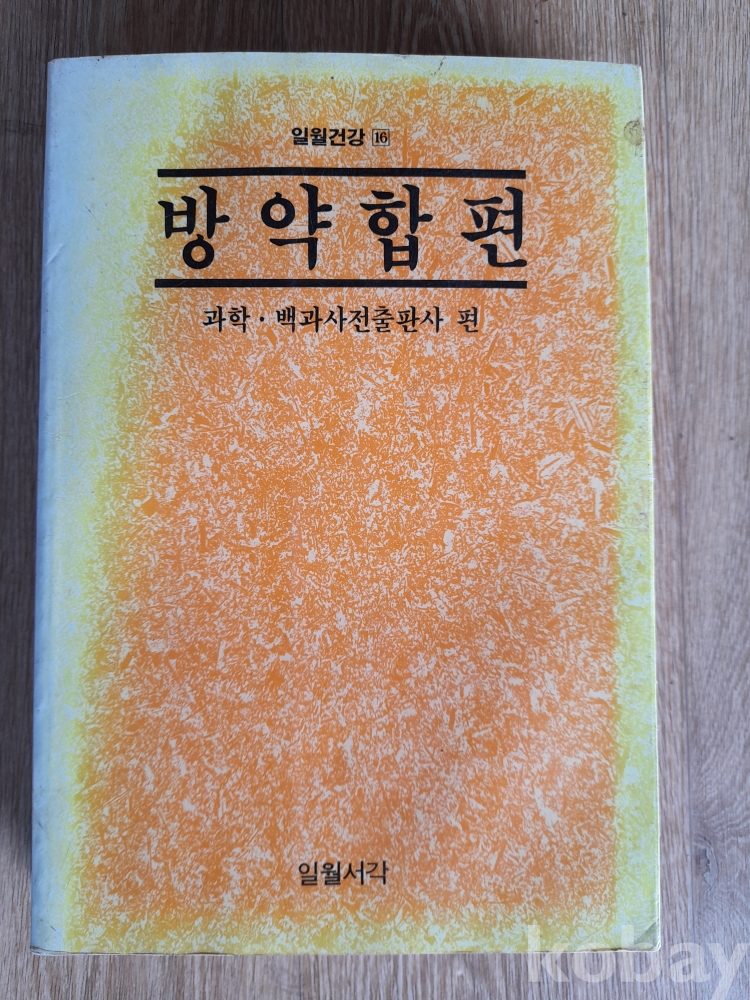 일월건강 16
방약합편
과학·백과사전출판사 편
일월서각
kobay